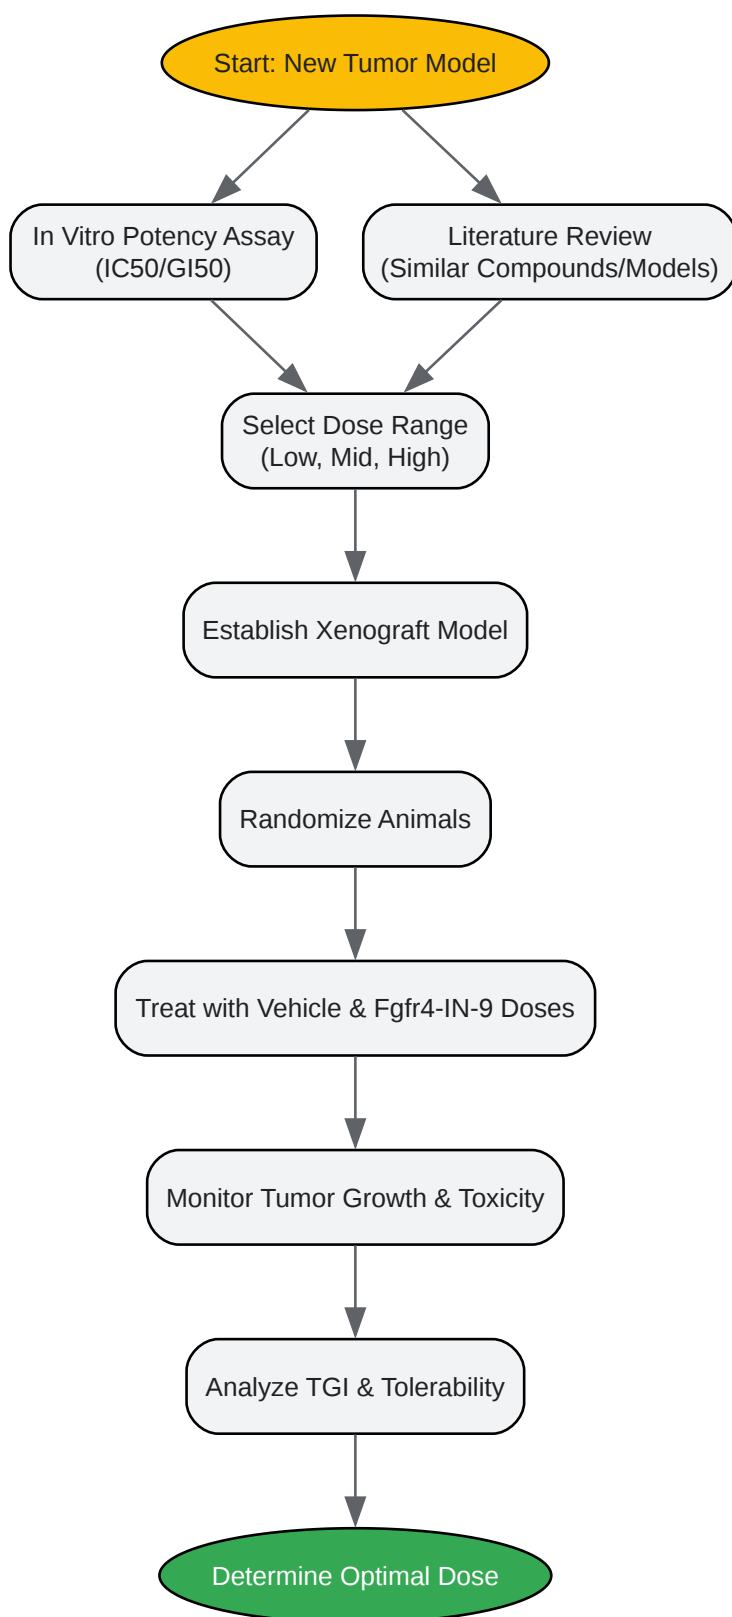 Start: New Tumor Model
In Vitro Potency Assay
(IC50/GI50)
Literature Review
(Similar Compounds/Models)
Select Dose Range
(Low, Mid, High)
Establish Xenograft Model
Randomize Animals
Treat with Vehicle & Fgfr4-IN-9 Doses
Monitor Tumor Growth & Toxicity
Analyze TGI & Tolerability
Determine Optimal Dose